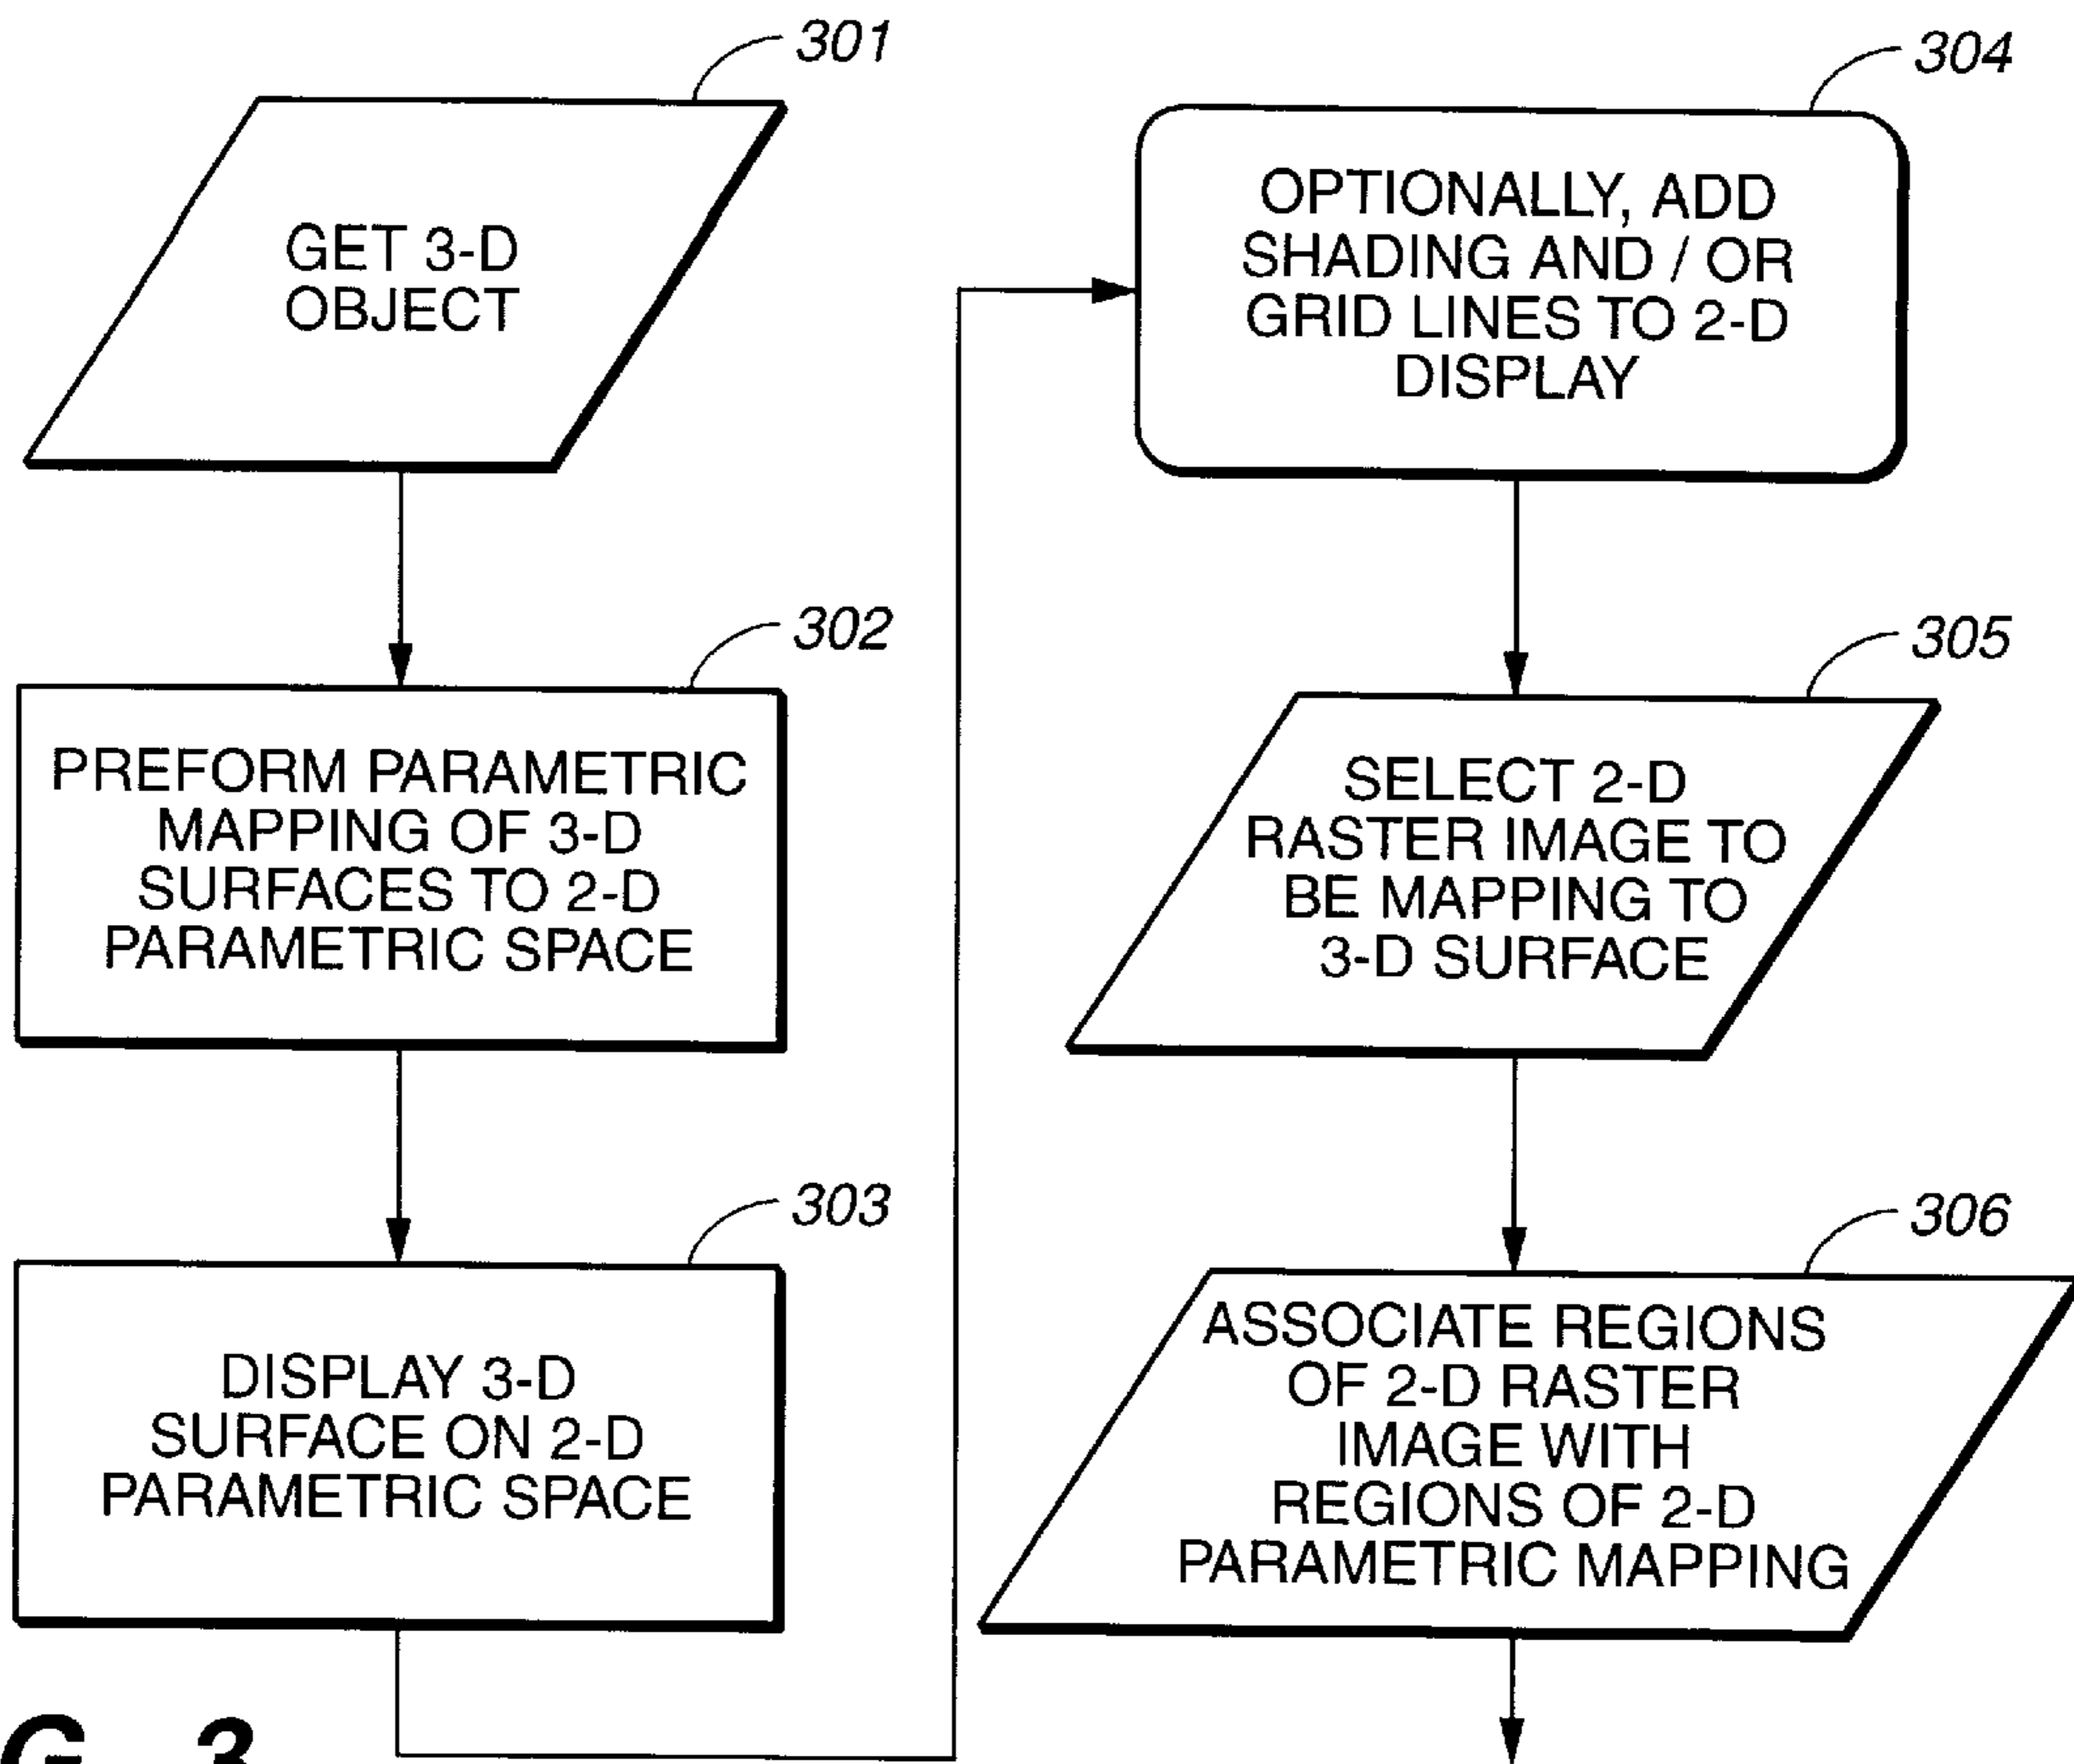 301
GET 3-D
OBJECT
302
PREFORM PARAMETRIC
MAPPING OF 3-D
SURFACES TO 2-D
PARAMETRIC SPACE
303
DISPLAY 3-D
SURFACE ON 2-D
PARAMETRIC SPACE
304
OPTIONALLY, ADD
SHADING AND / OR
GRID LINES TO 2-D
DISPLAY
305
SELECT 2-D
RASTER IMAGE TO
BE MAPPING TO
3-D SURFACE
306
ASSOCIATE REGIONS
OF 2-D RASTER
IMAGE WITH
REGIONS OF 2-D
PARAMETRIC MAPPING
G 3